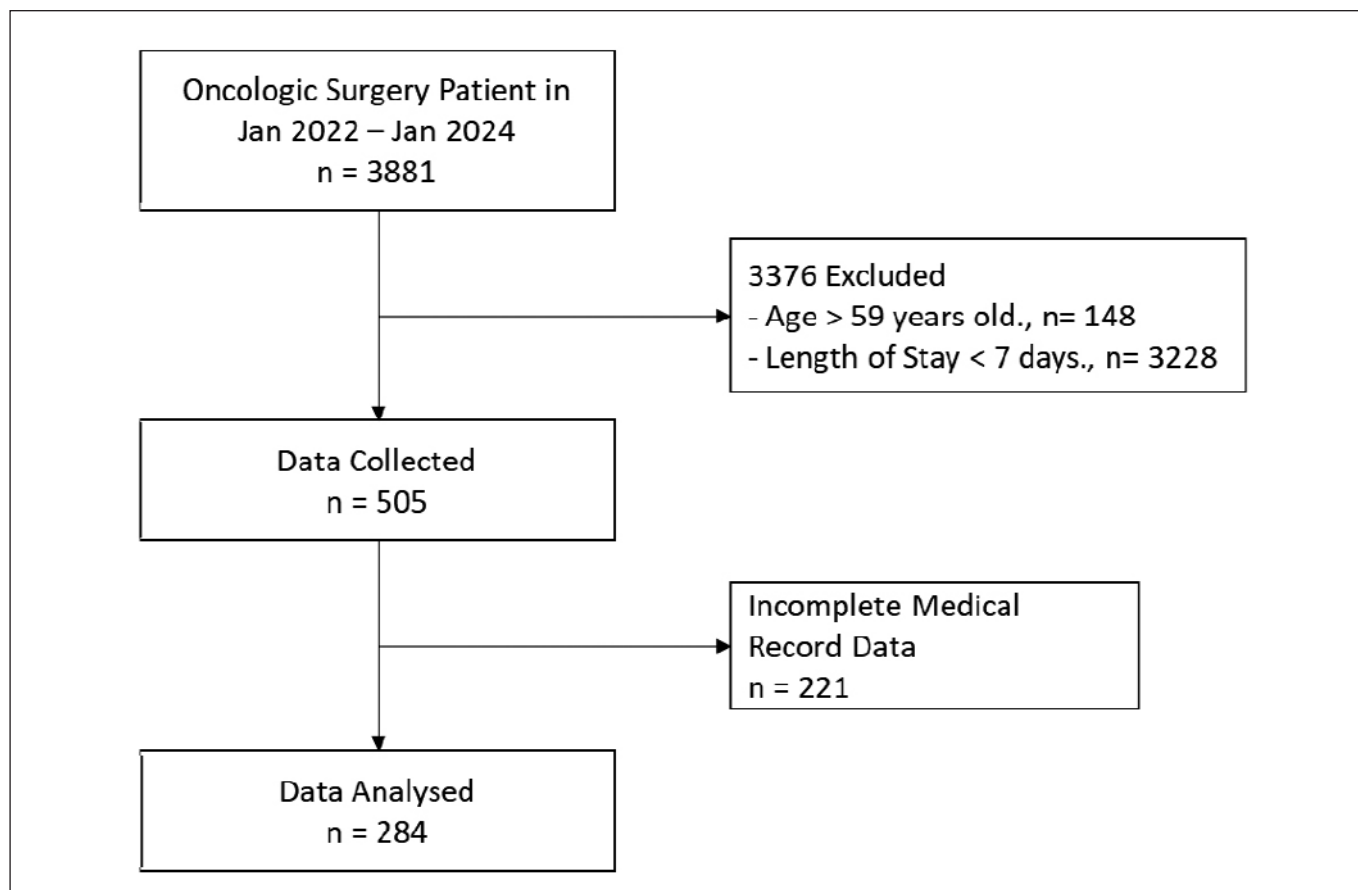 Oncologic Surgery Patient in
Jan 2022 – Jan 2024
n = 3881
3376 Excluded
- Age > 59 years old., n= 148
- Length of Stay < 7 days., n= 3228
Data Collected
n = 505
Incomplete Medical
Record Data
n = 221
Data Analysed
n = 284